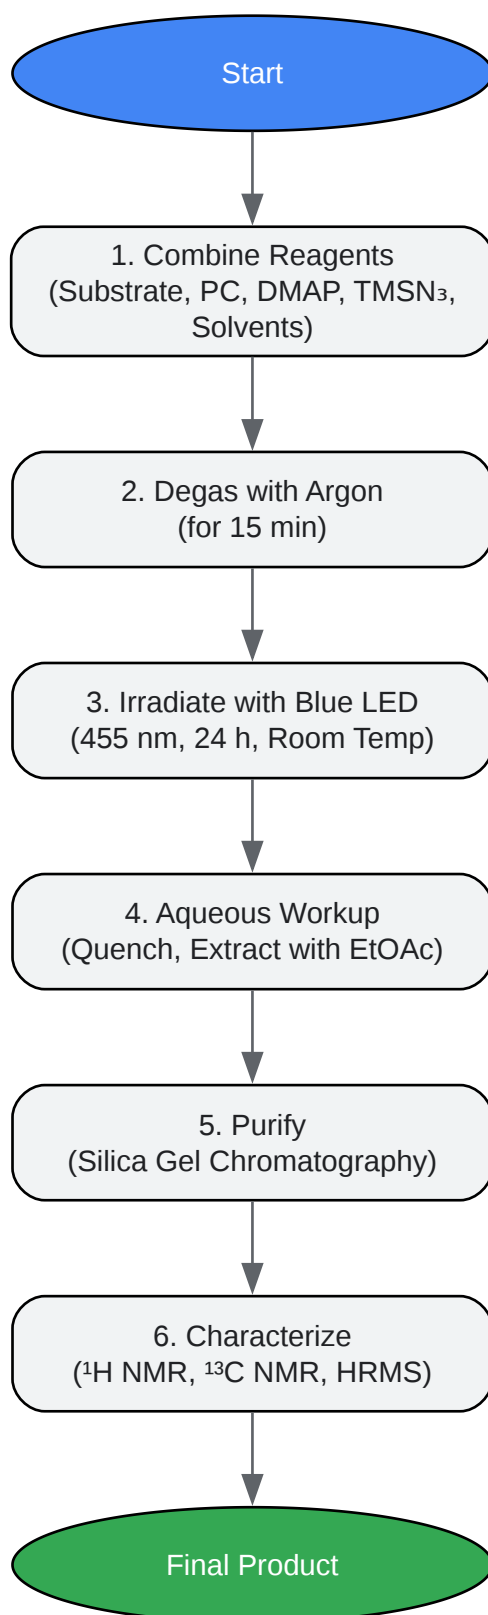 Start
1. Combine Reagents
(Substrate, PC, DMAP, TMSN₃,
Solvents)
2. Degas with Argon
(for 15 min)
3. Irradiate with Blue LED
(455 nm, 24 h, Room Temp)
4. Aqueous Workup
(Quench, Extract with EtOAc)
5. Purify
(Silica Gel Chromatography)
6. Characterize
(¹H NMR, ¹³C NMR, HRMS)
Final Product